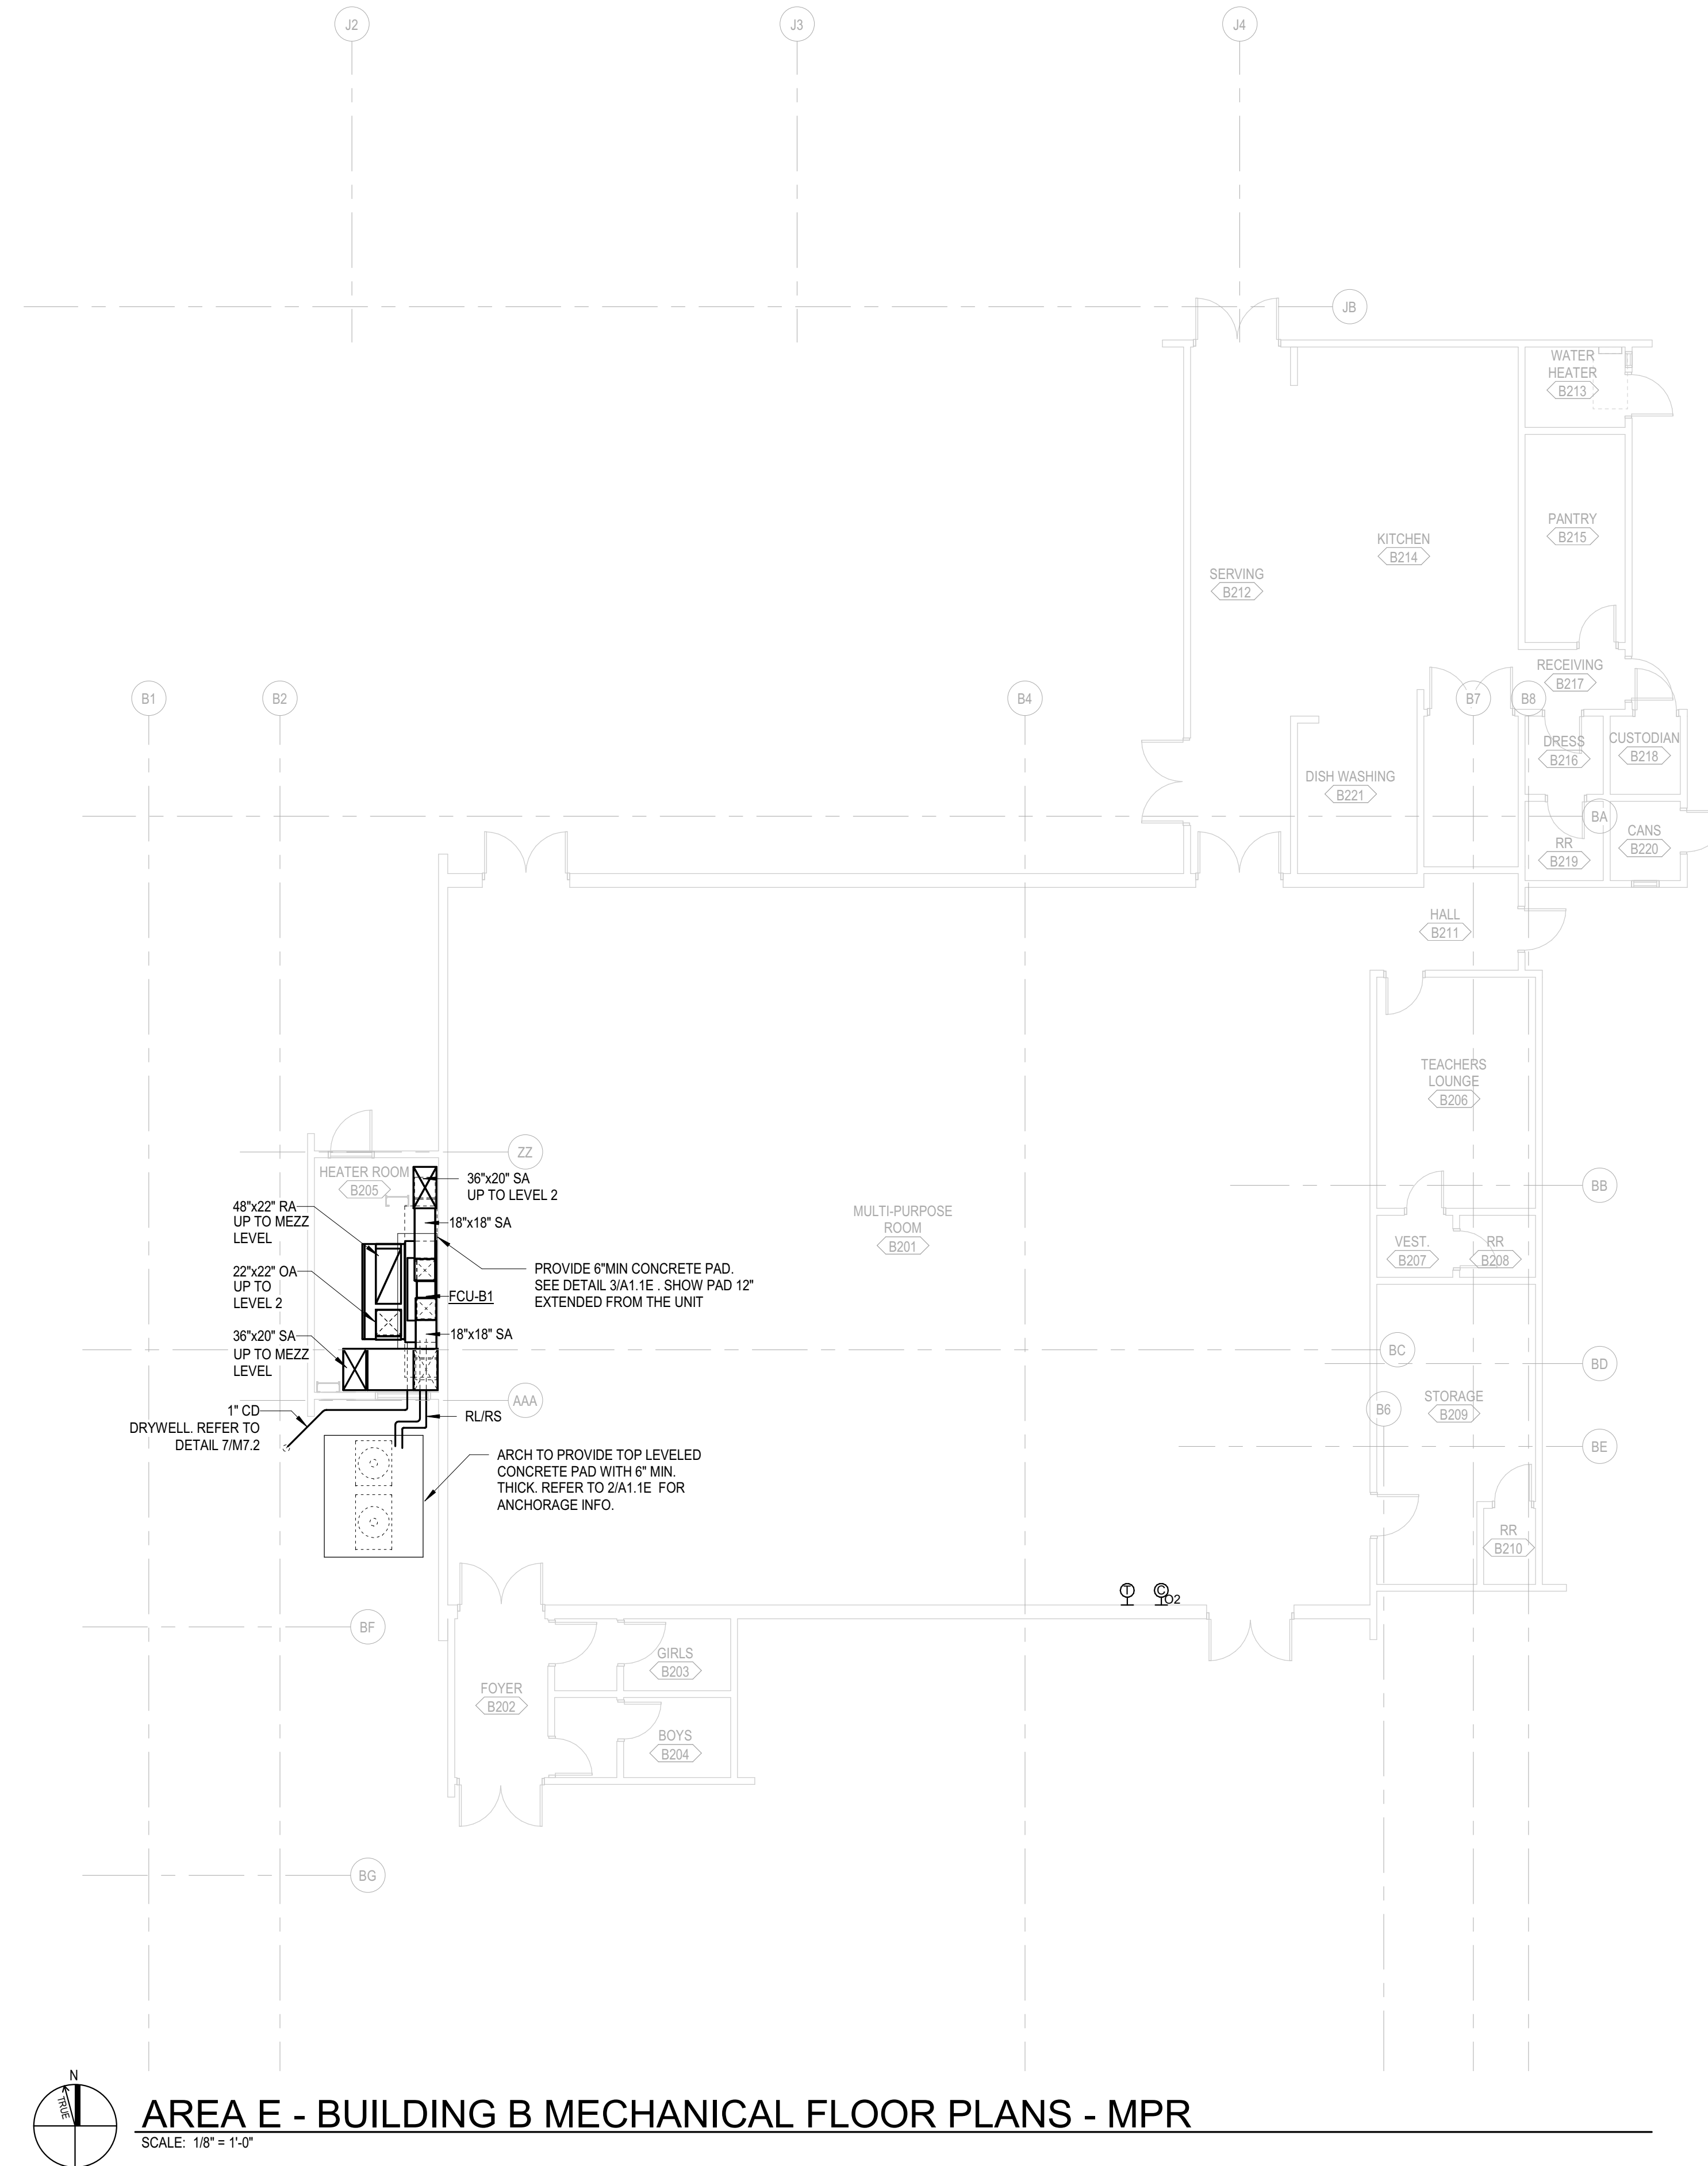 J2
J3
J4
JB
WATER
HEATER
B213
PANTRY
B215
KITCHEN
B214
SERVING
B212
RECEIVING
B217
B1
B2
B4
B7
B8
DRESS
B216
CUSTODIAN
B218
DISH WASHING
B221
BA
RR
B219
CANS
B220
HALL
B211
TEACHERS
LOUNGE
B206
ZZ
HEATER ROOM
B205
36"x20" SA
UP TO LEVEL 2
BB
48"x22" RA
UP TO MEZZ
LEVEL
18"x18" SA
MULTI-PURPOSE
ROOM
B201
VEST.
B207
RR
B208
22"x22" OA
UP TO
LEVEL 2
PROVIDE 6"MIN CONCRETE PAD.
SEE DETAIL 3/A1.1E . SHOW PAD 12"
EXTENDED FROM THE UNIT
FCU-B1
36"x20" SA
UP TO MEZZ
LEVEL
18"x18" SA
BC
BD
AAA
STORAGE
B209
B6
1" CD
DRYWELL. REFER TO
DETAIL 7/M7.2
RL/RS
BE
ARCH TO PROVIDE TOP LEVELED
CONCRETE PAD WITH 6" MIN.
THICK. REFER TO 2/A1.1E FOR
ANCHORAGE INFO.
RR
B210
T
C
O2
BF
GIRLS
B203
FOYER
B202
BOYS
B204
BG
N
TRUE
AREA E - BUILDING B MECHANICAL FLOOR PLANS - MPR
SCALE: 1/8" = 1'-0"